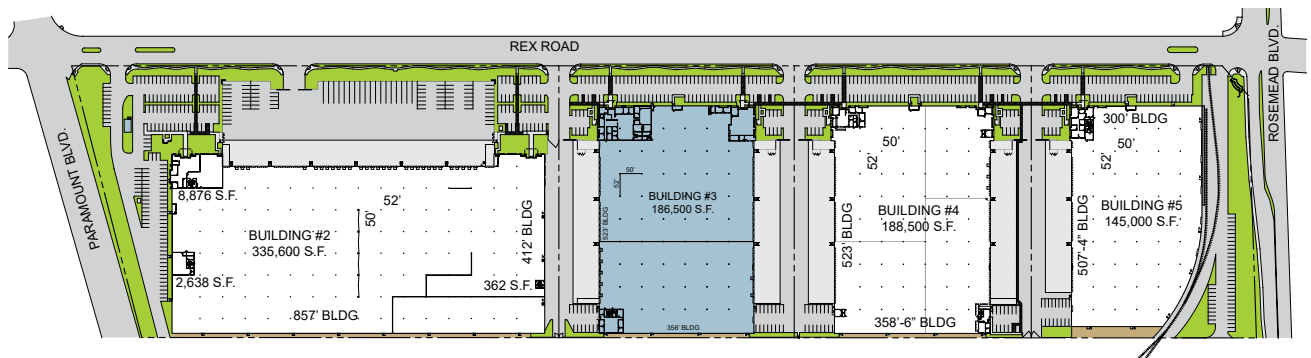 REX ROAD
PARAMOUNT BLVD.
ROSEMEAD BLVD.
8,876 S.F.
52'
50'
BUILDING #2
335,600 S.F.
2,638 S.F.
362 S.F.
412' BLDG
857' BLDG
50'
52'
BUILDING #3
186,500 S.F.
523' BLDG
356' BLDG
50'
52'
BUILDING #4
188,500 S.F.
523' BLDG
358'-6" BLDG
300' BLDG
50'
52'
BUILDING #5
145,000 S.F.
507'-4" BLDG